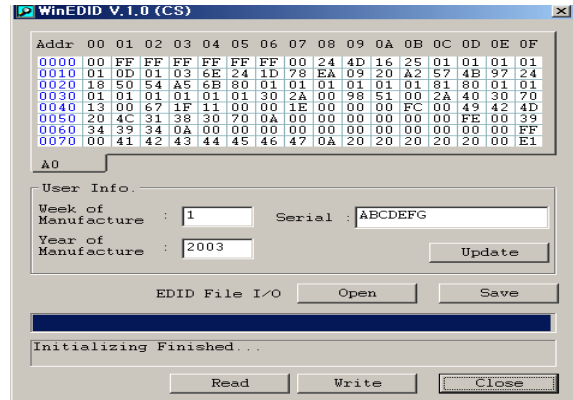 WinEDID V.1.0 (CS)
Addr 00 01 02 03 04 05 06 07 08 09 0A 0B 0C 0D 0E 0F
0000 00 FF FF FF FF FF FF 00 24 4D 16 25 01 01 01 01
0010 01 0D 01 03 6E 24 1D 78 EA 09 20 A2 57 4B 97 24
0020 18 50 54 A5 6B 80 01 01 01 01 01 01 81 80 01 01
0030 01 01 01 01 01 01 30 2A 00 98 51 00 2A 40 30 70
0040 13 00 67 1F 11 00 00 1E 00 00 00 FC 00 49 42 4D
0050 20 4C 31 38 30 70 0A 00 00 00 00 00 00 FE 00 39
0060 34 39 34 0A 00 00 00 00 00 00 00 00 00 00 00 FF
0070 00 41 42 43 44 45 46 47 0A 20 20 20 20 20 00 E1
A0
User Info.
Week of Manufacture : 1 Serial : ABCDEFG
Year of Manufacture : 2003 Update
EDID File I/O Open Save
Initializing Finished...
Read Write Close